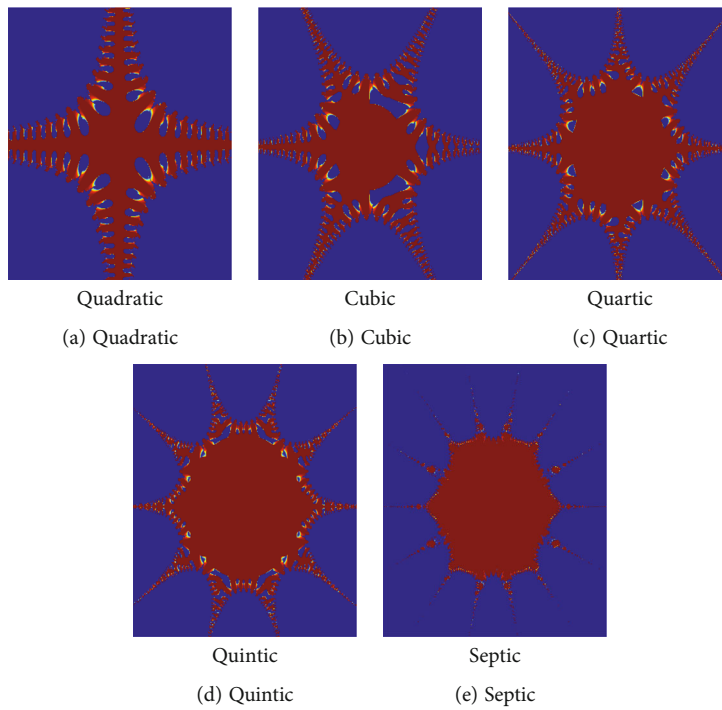 Quadratic
Cubic
Quartic
(a) Quadratic
(b) Cubic
(c) Quartic
Quintic
Septic
(d) Quintic
(e) Septic